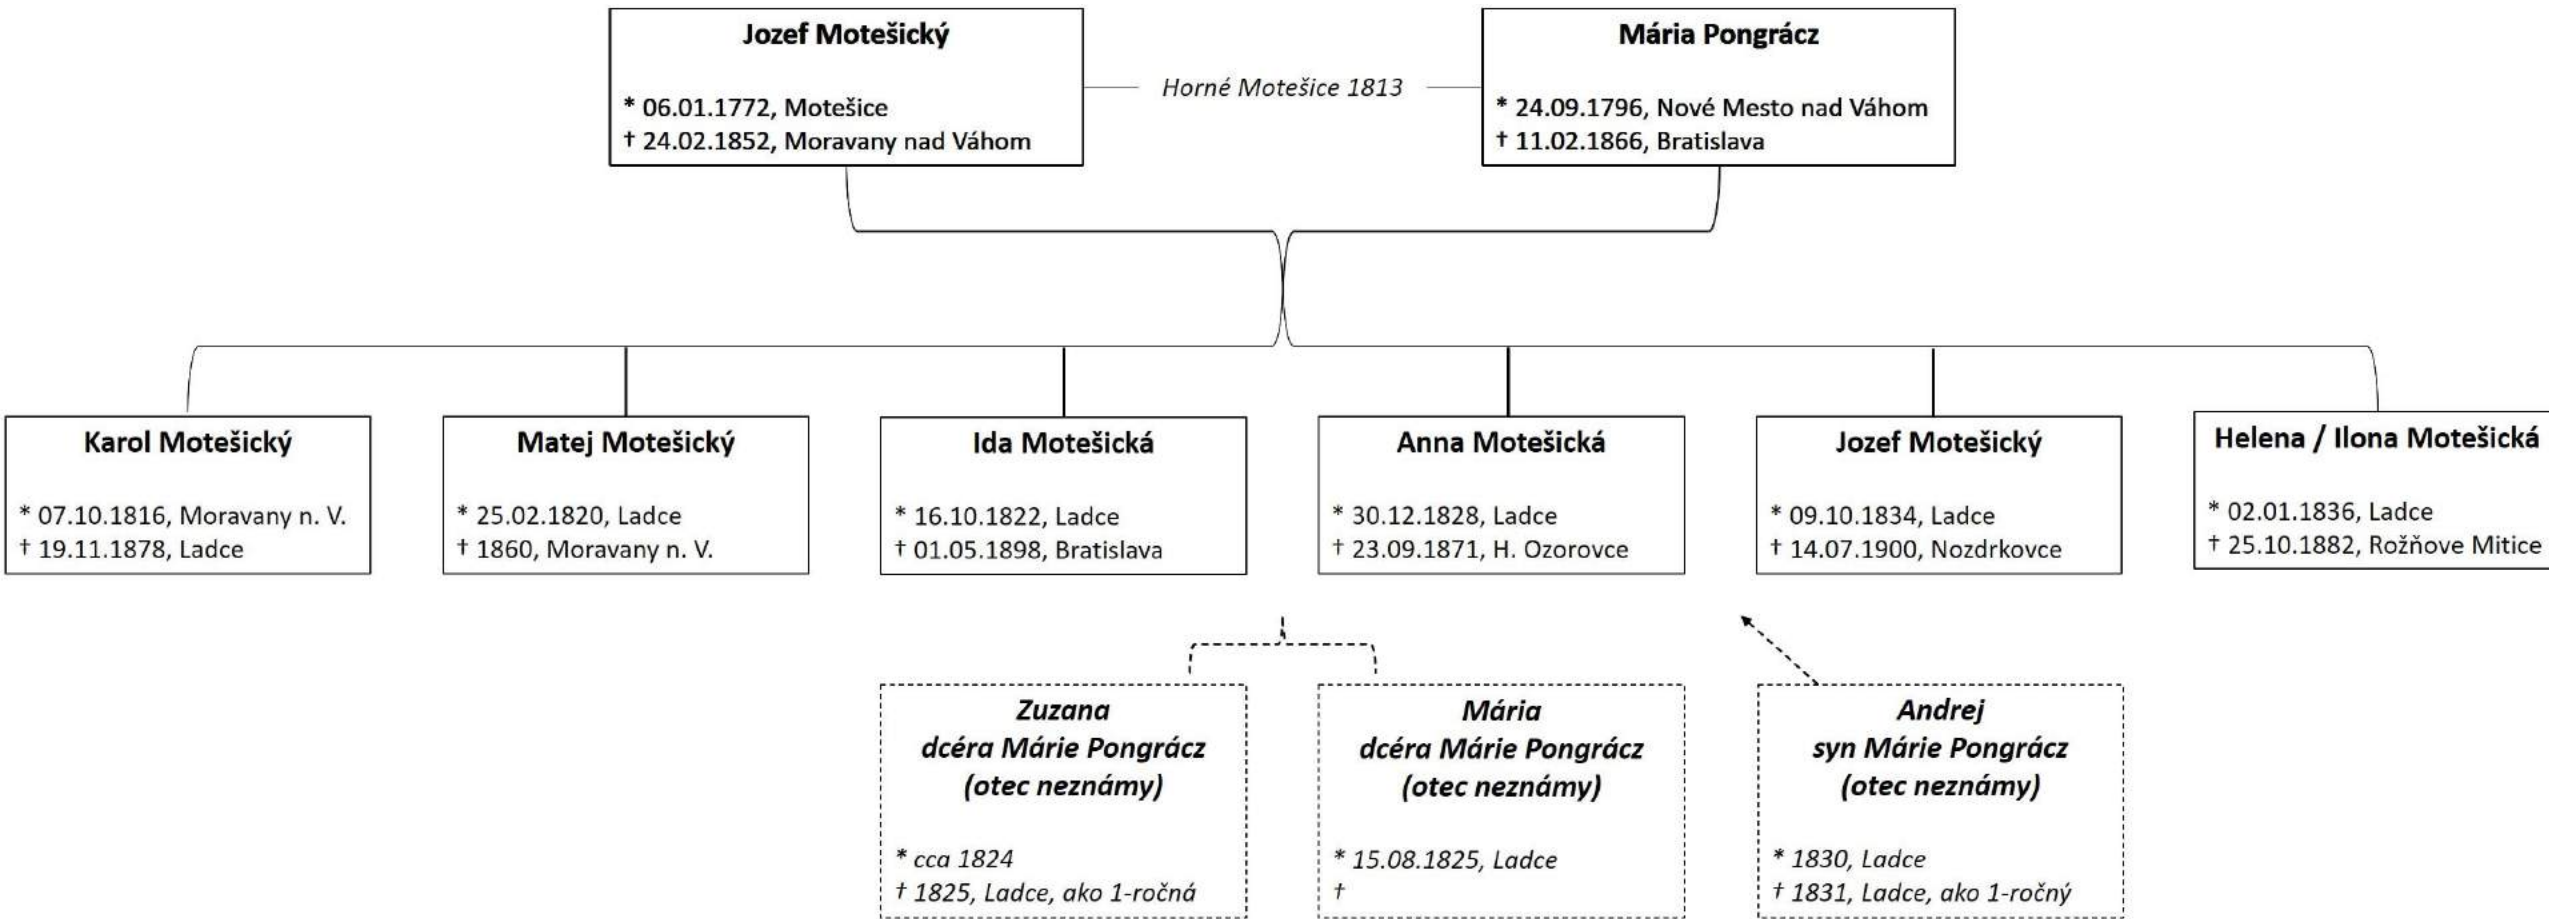 Jozef Motešický
* 06.01.1772, Motešice
† 24.02.1852, Moravany nad Váhom
Horné Motešice 1813
Mária Pongrácz
* 24.09.1796, Nové Mesto nad Váhom
† 11.02.1866, Bratislava
Karol Motešický
* 07.10.1816, Moravany n. V.
† 19.11.1878, Ladce
Matej Motešický
* 25.02.1820, Ladce
† 1860, Moravany n. V.
Ida Motešická
* 16.10.1822, Ladce
† 01.05.1898, Bratislava
Anna Motešická
* 30.12.1828, Ladce
† 23.09.1871, H. Ozorovce
Jozef Motešický
* 09.10.1834, Ladce
† 14.07.1900, Nozdrkovce
Helena / Ilona Motešická
* 02.01.1836, Ladce
† 25.10.1882, Rožňove Mitice
Zuzana
dcéra Márie Pongrácz
(otec neznámy)
* cca 1824
† 1825, Ladce, ako 1-ročná
Mária
dcéra Márie Pongrácz
(otec neznámy)
* 15.08.1825, Ladce
†
Andrej
syn Márie Pongrácz
(otec neznámy)
* 1830, Ladce
† 1831, Ladce, ako 1-ročný